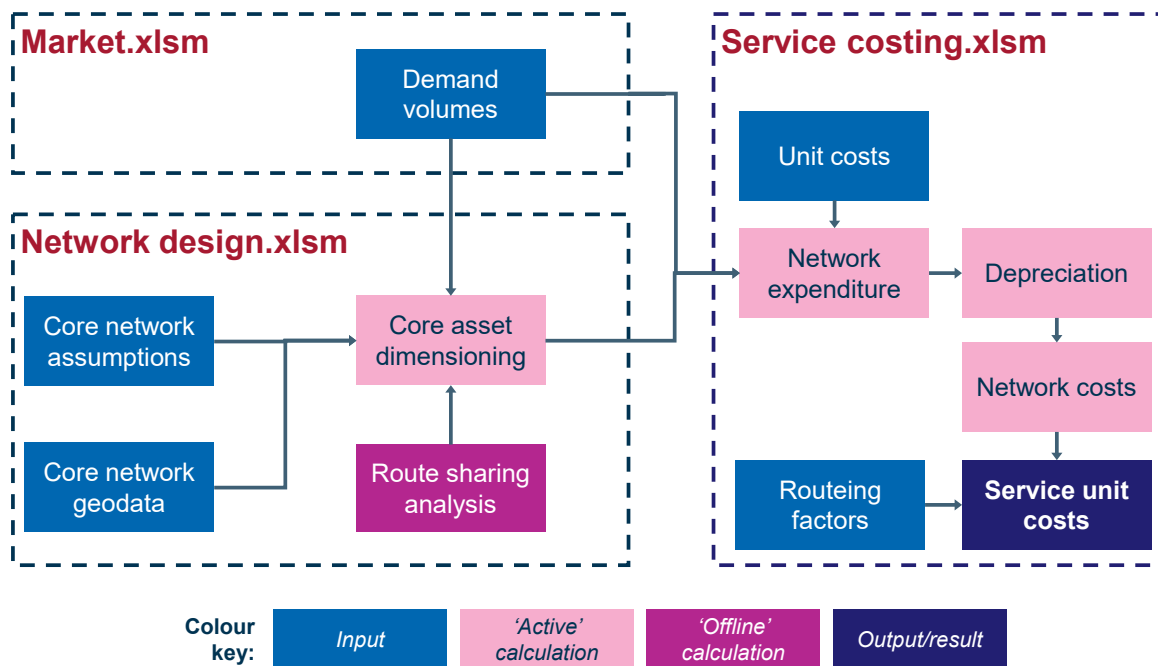 Market.xlsm
Demand
volumes
Network design.xlsm
Core network
assumptions
Core asset
dimensioning
Core network
geodata
Route sharing
analysis
Service costing.xlsm
Unit costs
Network
expenditure
Depreciation
Network costs
Routeing
factors
Service unit
costs
Colour
key:
Input
'Active'
calculation
'Offline'
calculation
Output/result